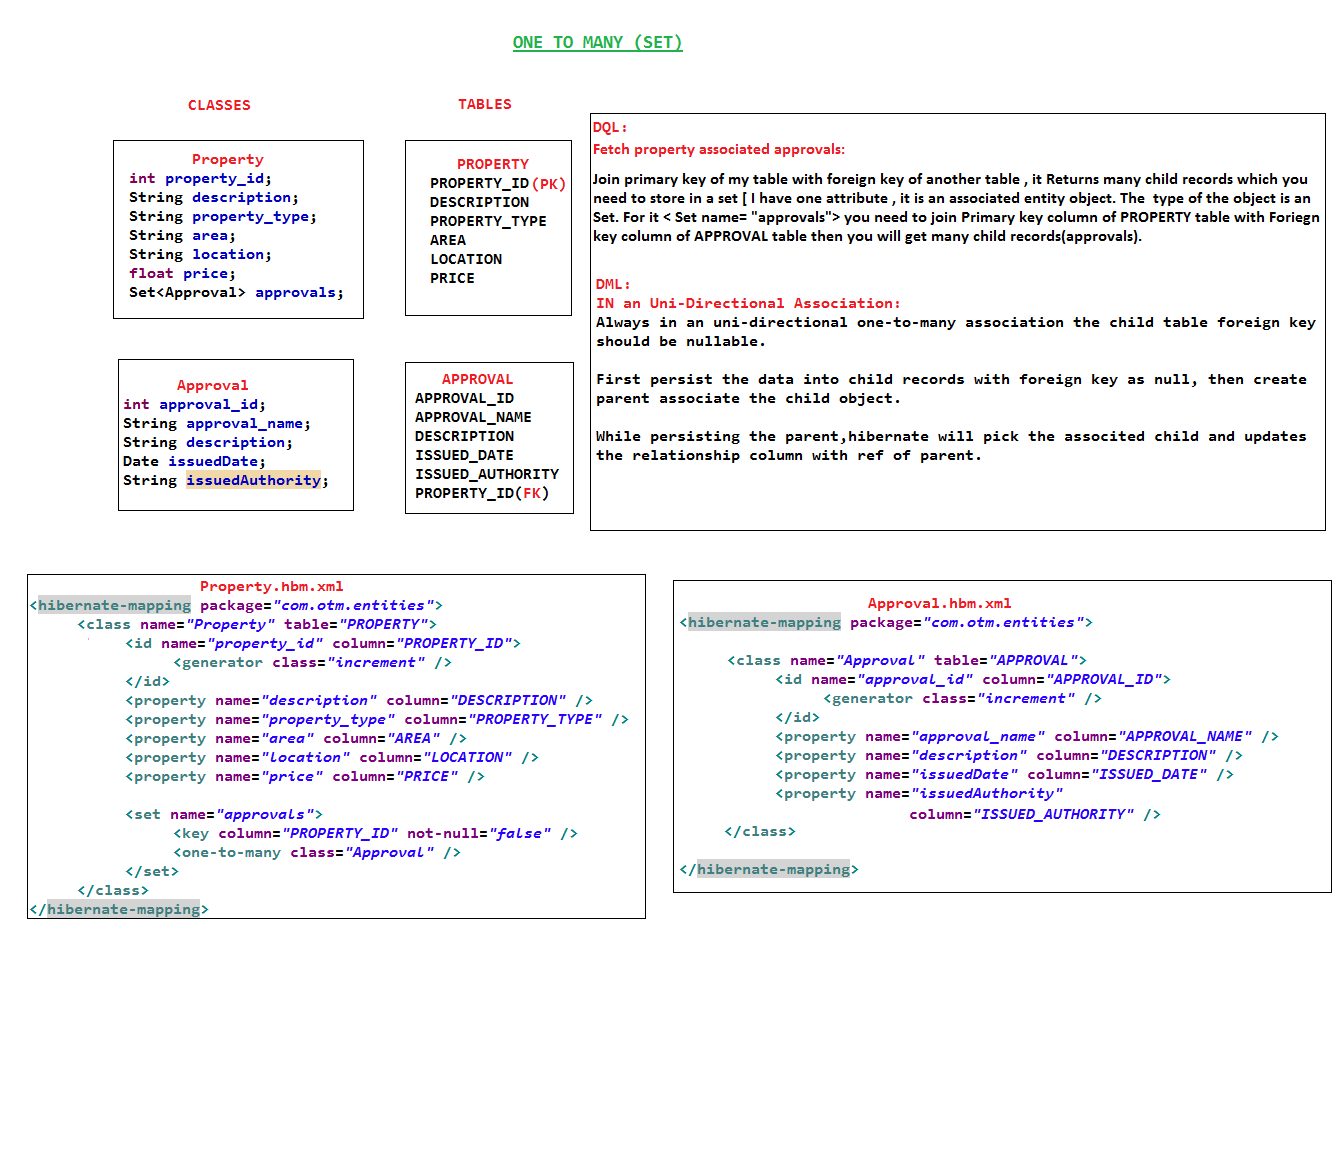 ONE TO MANY (SET)
CLASSES
TABLES
Property
int property_id;
String description;
String property_type;
String area;
String location;
float price;
Set<Approval> approvals;
PROPERTY
PROPERTY_ID(PK)
DESCRIPTION
PROPERTY_TYPE
AREA
LOCATION
PRICE
Approval
int approval_id;
String approval_name;
String description;
Date issuedDate;
String issuedAuthority;
APPROVAL
APPROVAL_ID
APPROVAL_NAME
DESCRIPTION
ISSUED_DATE
ISSUED_AUTHORITY
PROPERTY_ID(FK)
DQL:
Fetch property associated approvals:
Join primary key of my table with foreign key of another table , it Returns many child records which you
need to store in a set [ I have one attribute , it is an associated entity object. The  type of the object is an
Set. For it < Set name= "approvals"> you need to join Primary key column of PROPERTY table with Foriegn
key column of APPROVAL table then you will get many child records(approvals).
DML:
IN an Uni-Directional Association:
Always in an uni-directional one-to-many association the child table foreign key
should be nullable.
First persist the data into child records with foreign key as null, then create
parent associate the child object.
While persisting the parent,hibernate will pick the associted child and updates
the relationship column with ref of parent.
Property.hbm.xml
<hibernate-mapping package="com.otm.entities">
<class name="Property" table="PROPERTY">
<id name="property_id" column="PROPERTY_ID">
<generator class="increment" />
</id>
<property name="description" column="DESCRIPTION" />
<property name="property_type" column="PROPERTY_TYPE" />
<property name="area" column="AREA" />
<property name="location" column="LOCATION" />
<property name="price" column="PRICE" />
<set name="approvals">
<key column="PROPERTY_ID" not-null="false" />
<one-to-many class="Approval" />
</set>
</class>
</hibernate-mapping>
Approval.hbm.xml
<hibernate-mapping package="com.otm.entities">
<class name="Approval" table="APPROVAL">
<id name="approval_id" column="APPROVAL_ID">
<generator class="increment" />
</id>
<property name="approval_name" column="APPROVAL_NAME" />
<property name="description" column="DESCRIPTION" />
<property name="issuedDate" column="ISSUED_DATE" />
<property name="issuedAuthority"
column="ISSUED_AUTHORITY" />
</class>
</hibernate-mapping>